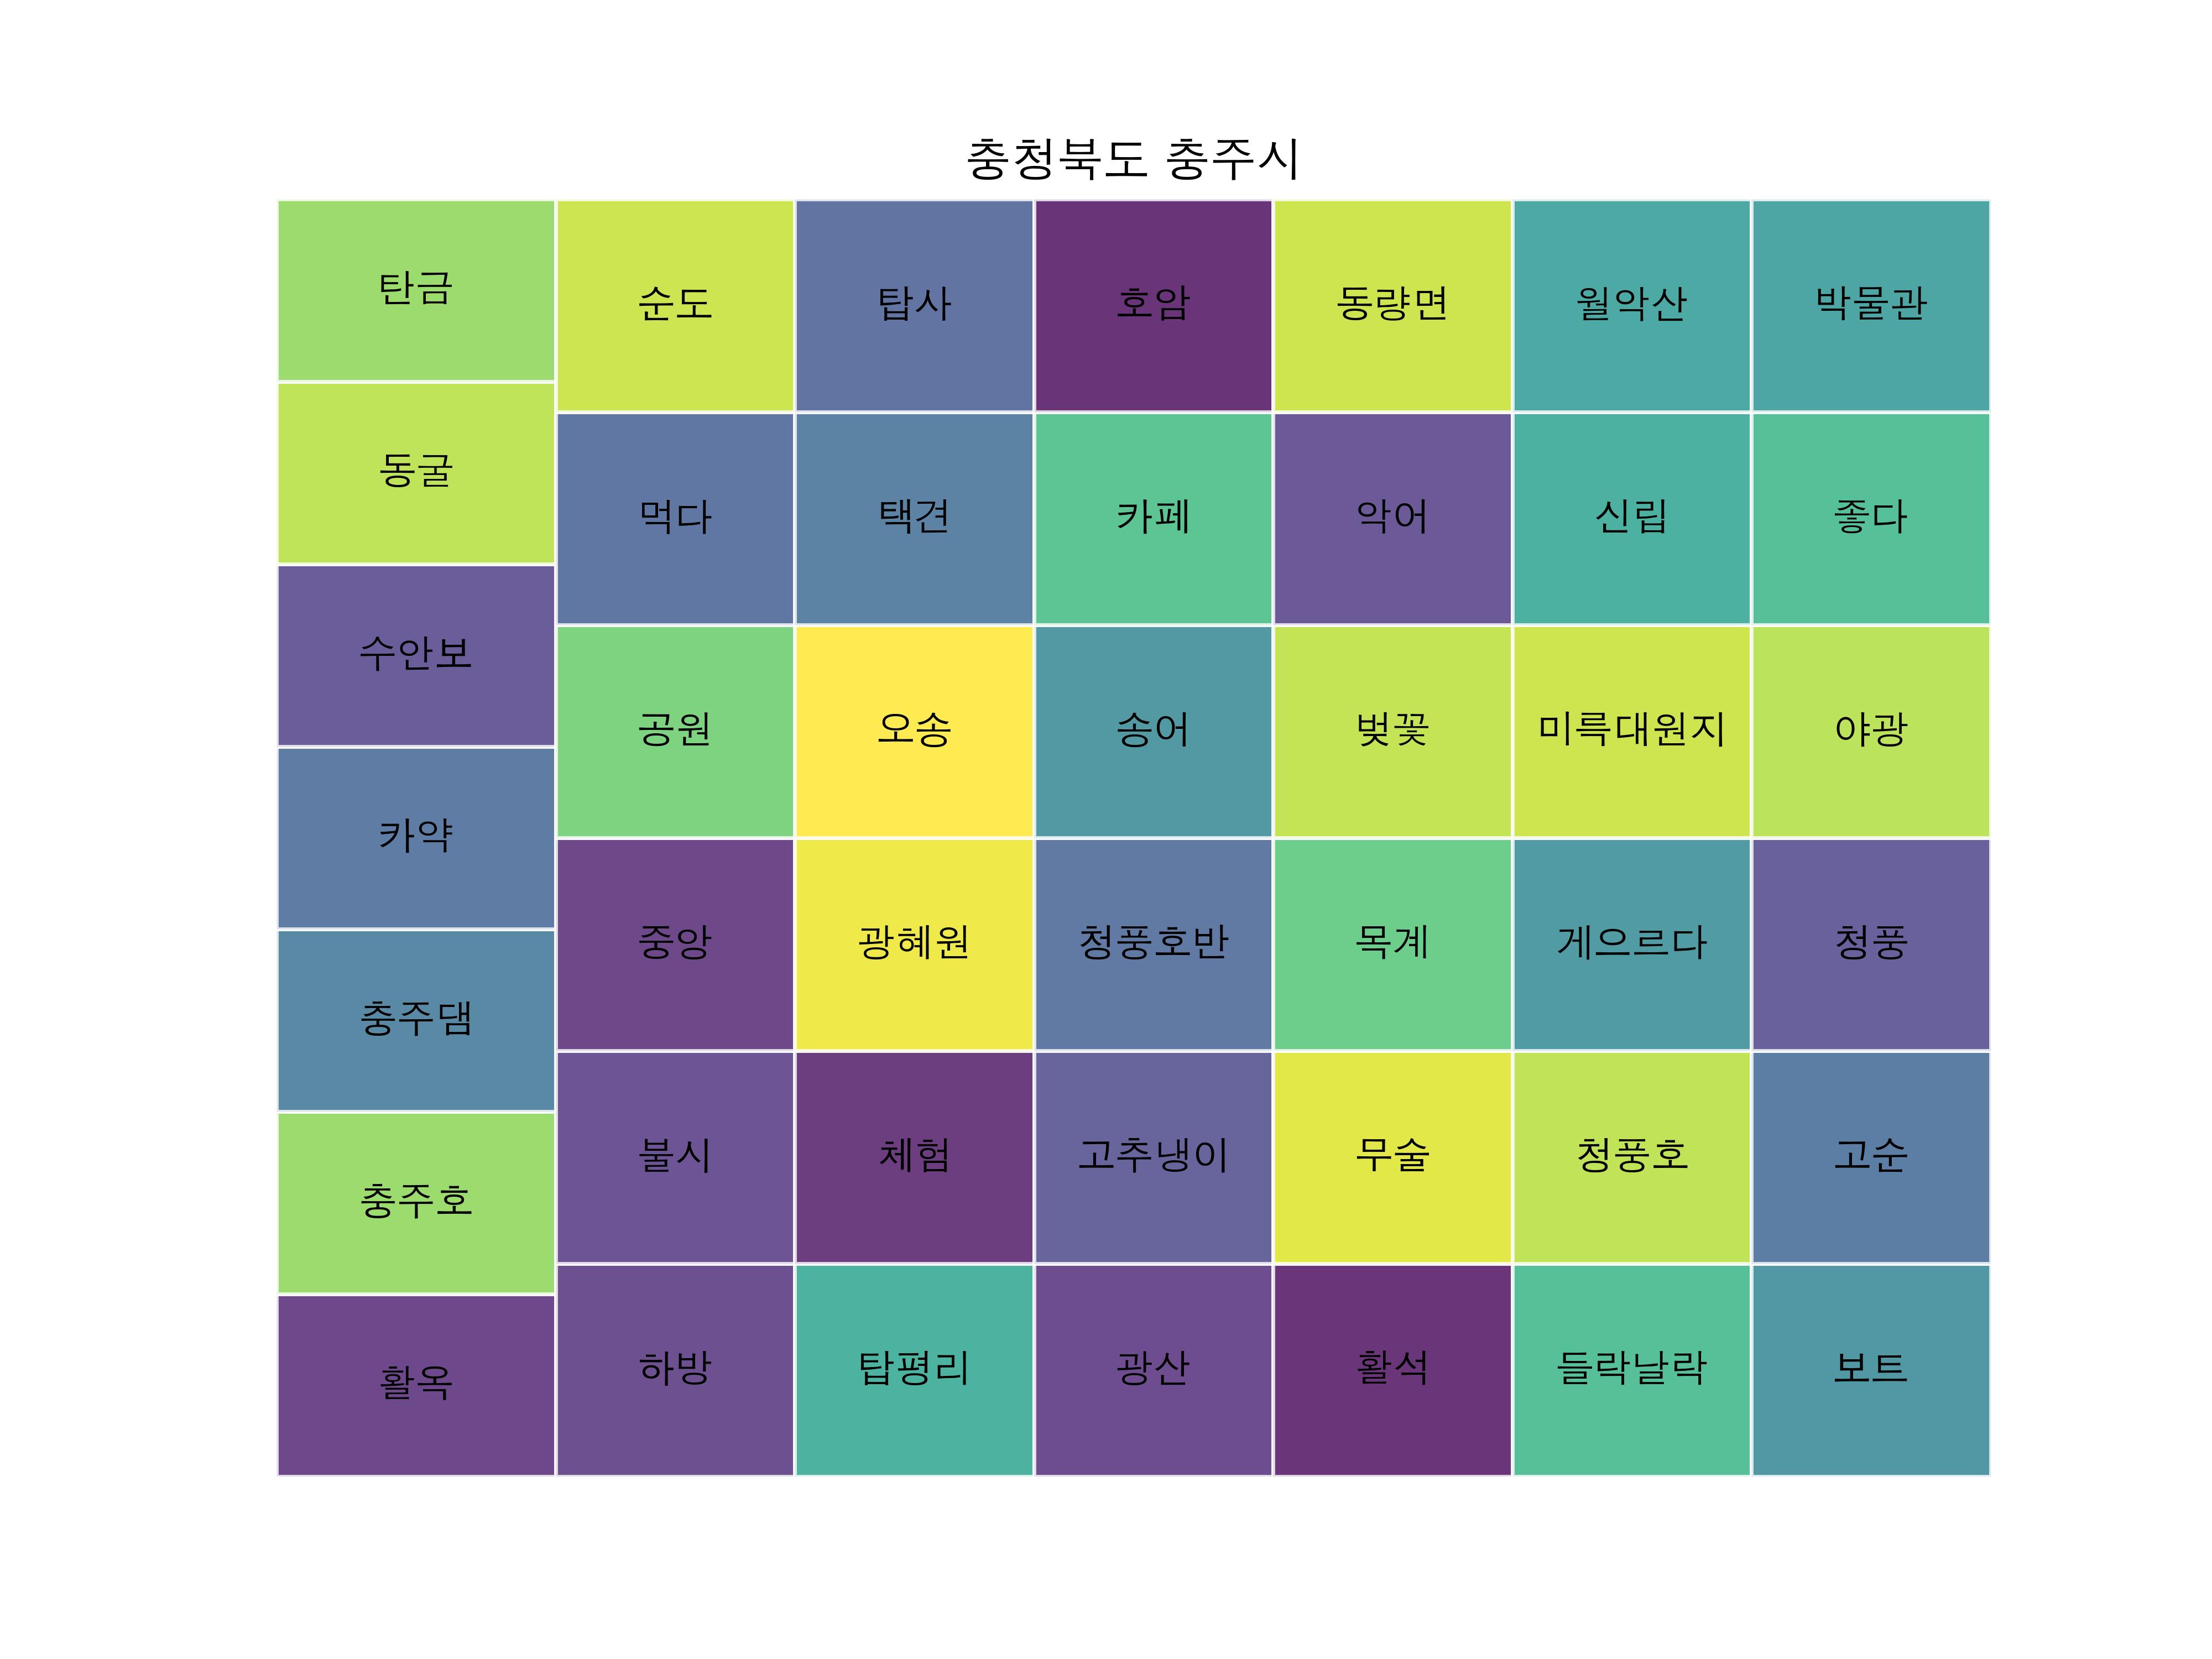 충청북도 충주시
탄금
동굴
수안보
카약
충주댐
충주호
활옥
순도
먹다
공원
중앙
불시
하방
탑사
택견
오송
광혜원
체험
탑평리
호암
카페
송어
청풍호반
고추냉이
광산
동량면
악어
벚꽃
목계
무술
활석
월악산
신립
미륵대원지
게으르다
청풍호
들락날락
박물관
좋다
야광
청풍
고순
보트